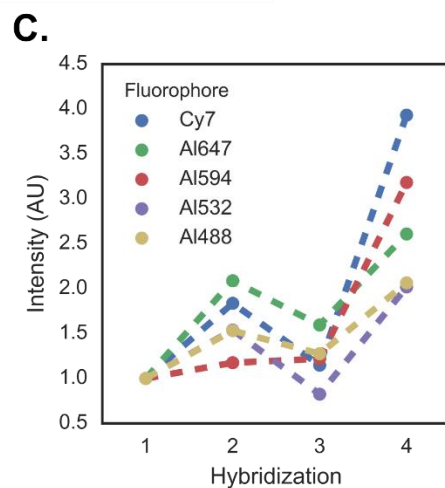 C.
4.5
4.0
3.5
3.0
2.5
2.0
1.5
1.0
0.5
Intensity (AU)
Fluorophore
Cy7
Al647
Al594
Al532
Al488
1 2 3 4
Hybridization